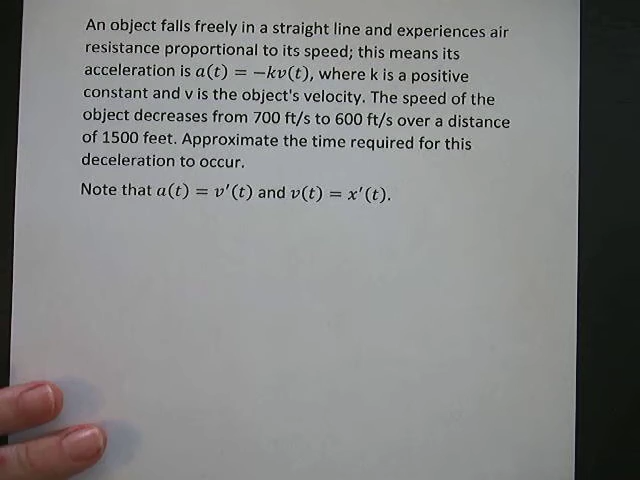 An object falls freely in a straight line and experiences air
resistance proportional to its speed; this means its
acceleration is a(t) = −kv(t), where k is a positive
constant and v is the object's velocity. The speed of the
object decreases from 700 ft/s to 600 ft/s over a distance
of 1500 feet. Approximate the time required for this
deceleration to occur.
Note that a(t) = v′(t) and v(t) = x′(t).